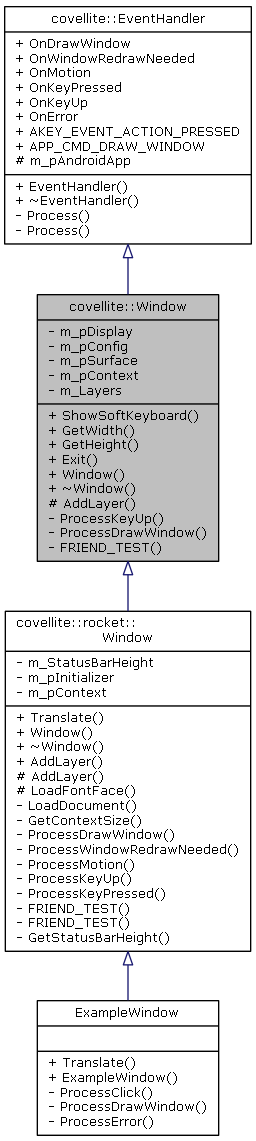 covellite::EventHandler
+ OnDrawWindow
+ OnWindowRedrawNeeded
+ OnMotion
+ OnKeyPressed
+ OnKeyUp
+ OnError
+ AKEY_EVENT_ACTION_PRESSED
+ APP_CMD_DRAW_WINDOW
# m_pAndroidApp
+ EventHandler()
+ ~EventHandler()
- Process()
- Process()
covellite::Window
- m_pDisplay
- m_pConfig
- m_pSurface
- m_pContext
- m_Layers
+ ShowSoftKeyboard()
+ GetWidth()
+ GetHeight()
+ Exit()
+ Window()
+ ~Window()
# AddLayer()
- ProcessKeyUp()
- ProcessDrawWindow()
- FRIEND_TEST()
covellite::rocket::
Window
- m_StatusBarHeight
- m_pInitializer
- m_pContext
+ Translate()
+ Window()
+ ~Window()
+ AddLayer()
# AddLayer()
# LoadFontFace()
- LoadDocument()
- GetContextSize()
- ProcessDrawWindow()
- ProcessWindowRedrawNeeded()
- ProcessMotion()
- ProcessKeyUp()
- ProcessKeyPressed()
- FRIEND_TEST()
- FRIEND_TEST()
- GetStatusBarHeight()
ExampleWindow
+ Translate()
+ ExampleWindow()
- ProcessClick()
- ProcessDrawWindow()
- ProcessError()